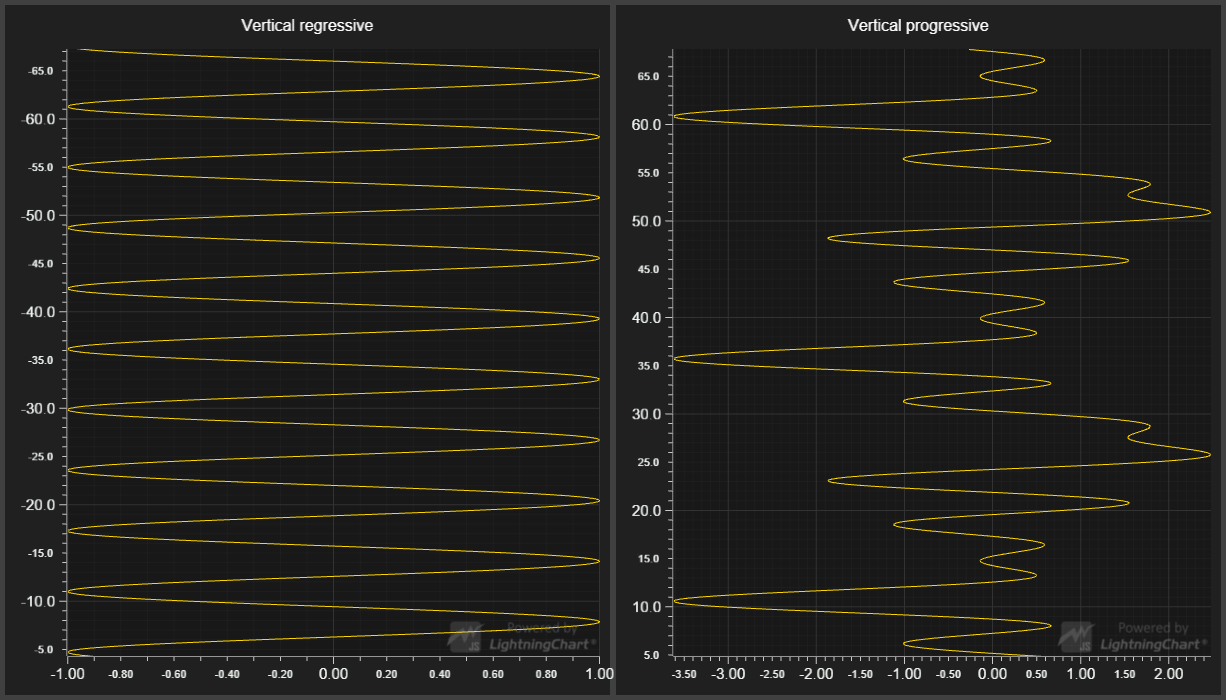 Vertical regressive
-65.0
-60.0
-55.0
-50.0
-45.0
-40.0
-35.0
-30.0
-25.0
-20.0
-15.0
-10.0
-5.0
-1.00 -0.80 -0.60 -0.40 -0.20 0.00 0.20 0.40 0.60 0.80 1.00
Powered by
LightningChart®
JS
Vertical progressive
65.0
60.0
55.0
50.0
45.0
40.0
35.0
30.0
25.0
20.0
15.0
10.0
5.0
-3.50 -3.00 -2.50 -2.00 -1.50 -1.00 -0.50 0.00 0.50 1.00 1.50 2.00
Powered by
LightningChart®
JS